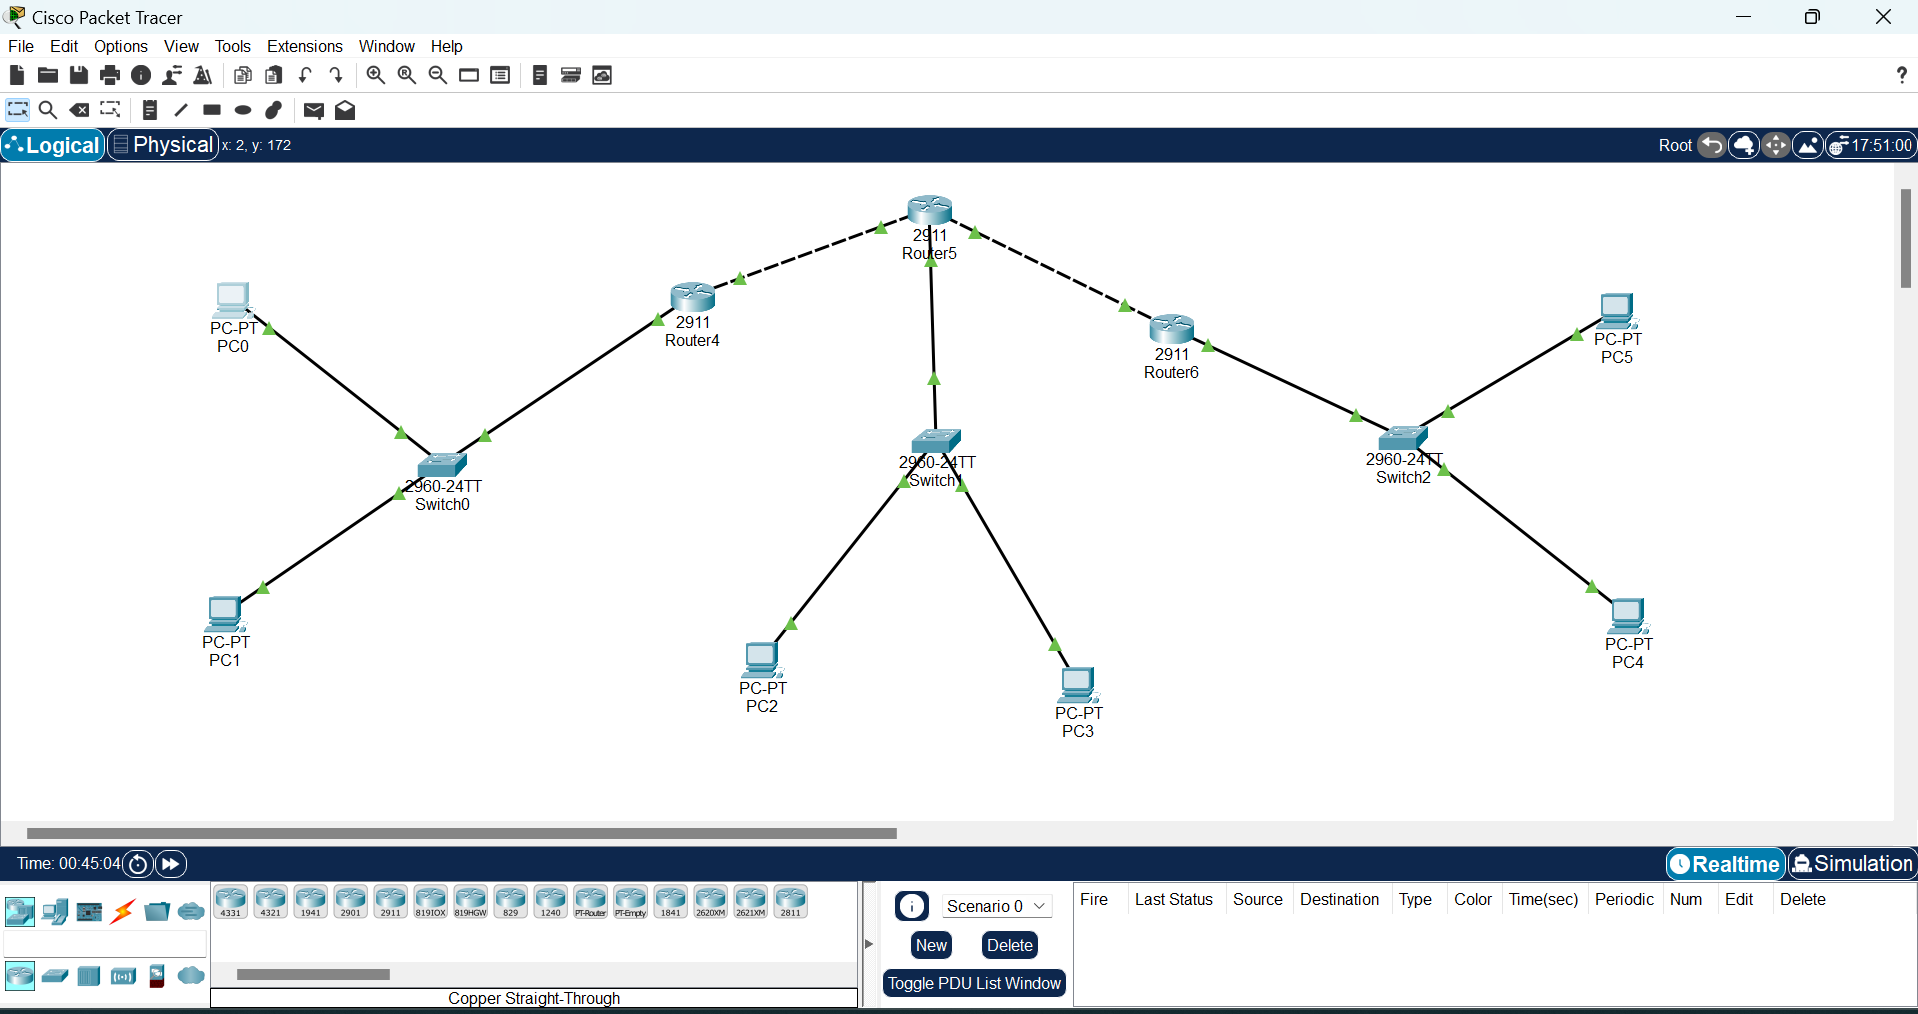 Cisco Packet Tracer
File Edit Options View Tools Extensions Window Help
?
Logical Physical x: 2, y: 172 Root 17:51:00
2911
Router5
2911
Router4
2911
Router6
PC-PT
PC0
PC-PT
PC5
2960-24TT
Switch0
2960-24TT
Switch1
2960-24TT
Switch2
PC-PT
PC1
PC-PT
PC2
PC-PT
PC3
PC-PT
PC4
Time: 00:45:04 Realtime Simulation
4331 4321 1941 2901 2911 819IOX 819HGW 829 1240 PT-Router PT-Empty 1841 2620XM 2621XM 2811
Copper Straight-Through
Scenario 0
New Delete
Toggle PDU List Window
Fire Last Status Source Destination Type Color Time(sec) Periodic Num Edit Delete